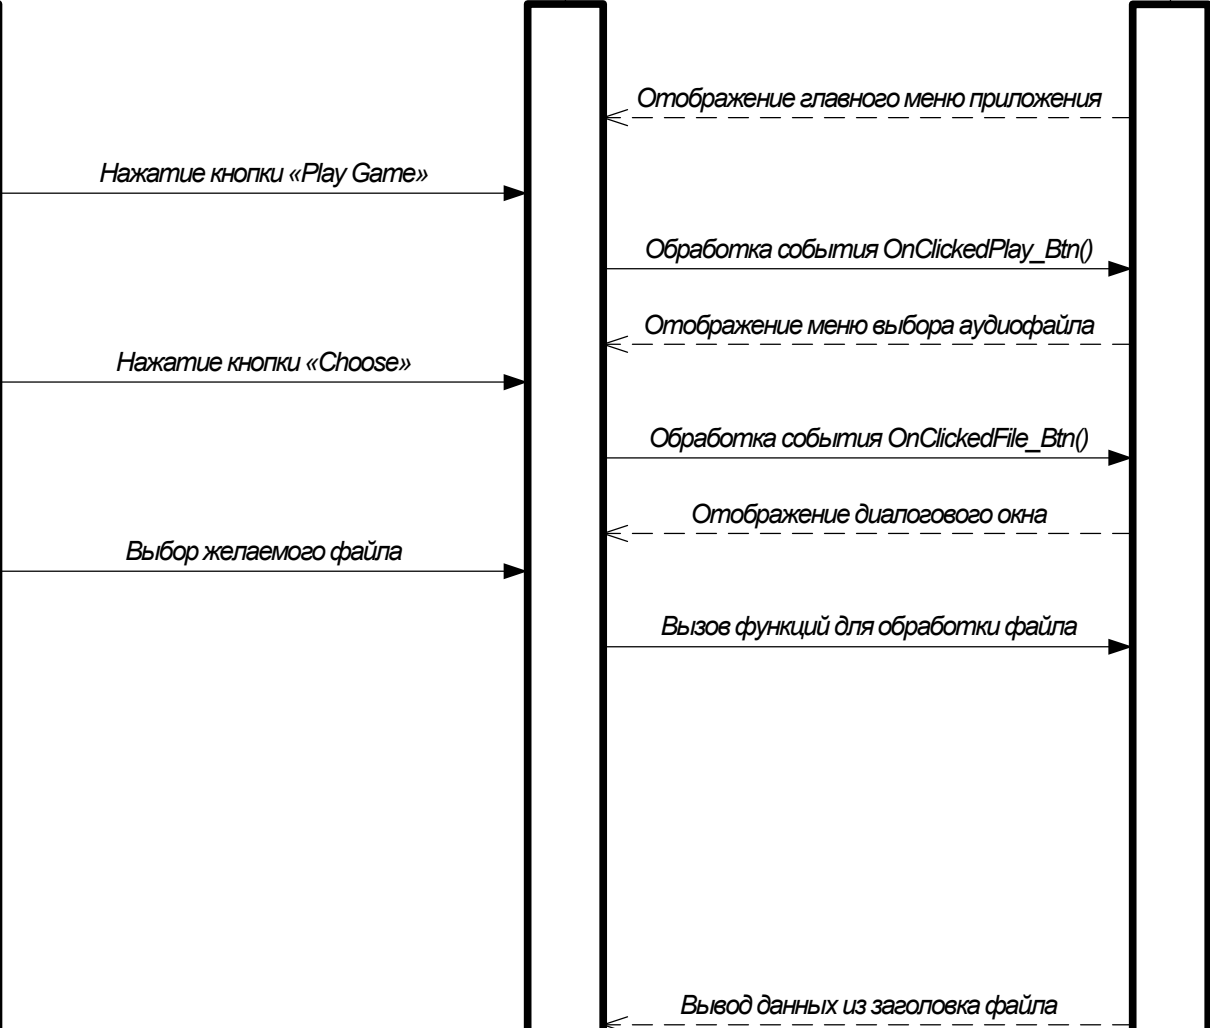 Отображение главного меню приложения
Нажатие кнопки «Play Game»
Обработка события OnClickedPlay_Btn()
Отображение меню выбора аудиофайла
Нажатие кнопки «Choose»
Обработка события OnClickedFile_Btn()
Отображение диалогового окна
Выбор желаемого файла
Вызов функций для обработки файла
Вывод данных из заголовка файла